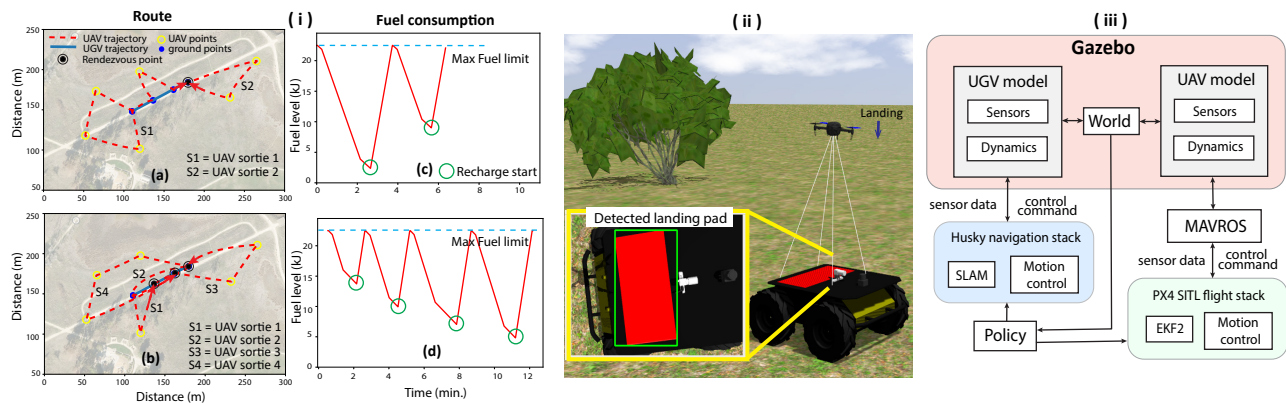 Route
( i )
Fuel consumption
UAV trajectory
UAV points
UGV trajectory
ground points
Rendezvous point
S2
S1
S1 = UAV sortie 1
S2 = UAV sortie 2
(a)
Distance (m)
250
200
150
100
50
0 50 100 150 200 250 300
Max Fuel limit
Recharge start
(c)
Fuel level (kJ)
20
15
10
5
0
0 2 4 6 8 10
S2
S4
S3
S1
S1 = UAV sortie 1
S2 = UAV sortie 2
S3 = UAV sortie 3
S4 = UAV sortie 4
(b)
Distance (m)
250
200
150
100
50
0 50 100 150 200 250 300
Distance (m)
Max Fuel limit
(d)
Fuel level (kJ)
20
15
10
5
0
0 2 4 6 8 10 12
Time (min.)
( ii )
Landing
Detected landing pad
(iii)
Gazebo
UGV model
Sensors
Dynamics
World
UAV model
Sensors
Dynamics
sensor data
control
command
Husky navigation stack
SLAM
Motion
control
Policy
MAVROS
sensor data
control
command
PX4 SITL flight stack
EKF2
Motion
control